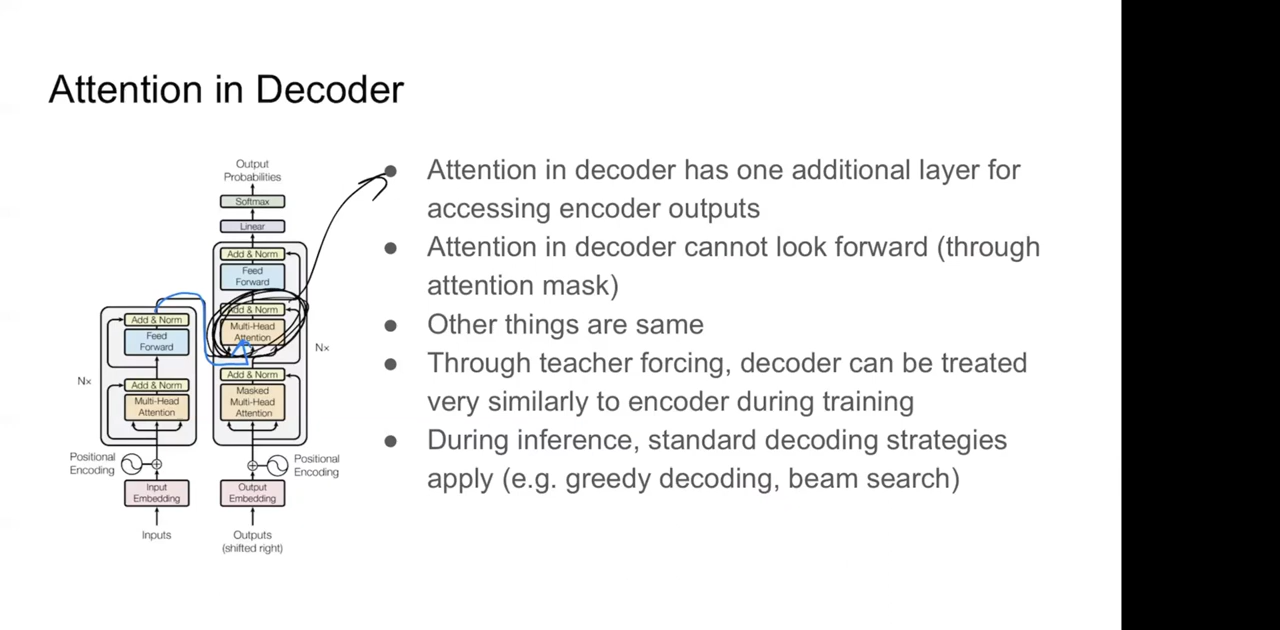 Attention in Decoder
Output
Probabilities
Softmax
Linear
Add & Norm
Feed
Forward
Add & Norm
Multi-Head
Attention
Add & Norm
Masked
Multi-Head
Attention
N×
Positional
Encoding
Output
Embedding
Outputs
(shifted right)
Add & Norm
Feed
Forward
Add & Norm
Multi-Head
Attention
N×
Positional
Encoding
Input
Embedding
Inputs
● Attention in decoder has one additional layer for
accessing encoder outputs
● Attention in decoder cannot look forward (through
attention mask)
● Other things are same
● Through teacher forcing, decoder can be treated
very similarly to encoder during training
● During inference, standard decoding strategies
apply (e.g. greedy decoding, beam search)